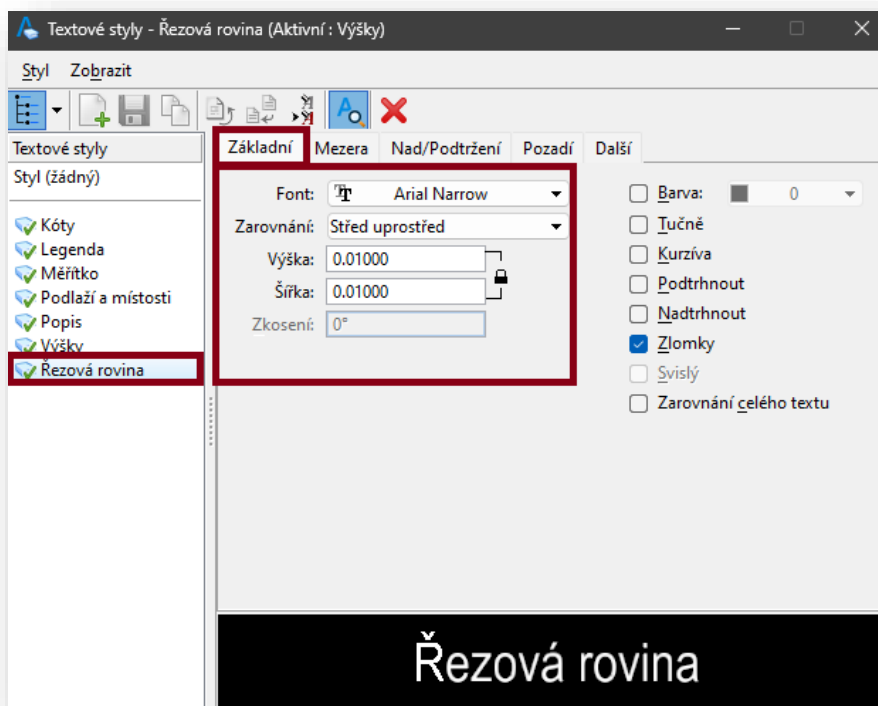 Textové styly - Řezová rovina (Aktivní : Výšky)
Styl Zobrazit
Textové styly
Styl (žádný)
Kóty
Legenda
Měřítko
Podlaží a místosti
Popis
Výšky
Řezová rovina
Základní Mezera Nad/Podtržení Pozadí Další
Font: Arial Narrow
Zarovnání: Střed uprostřed
Výška: 0.01000
Šířka: 0.01000
Zkosení: 0°
Barva: 0
Tučně
Kurzíva
Podtrhnout
Nadtrhnout
Zlomky
Svislý
Zarovnání celého textu
Řezová rovina